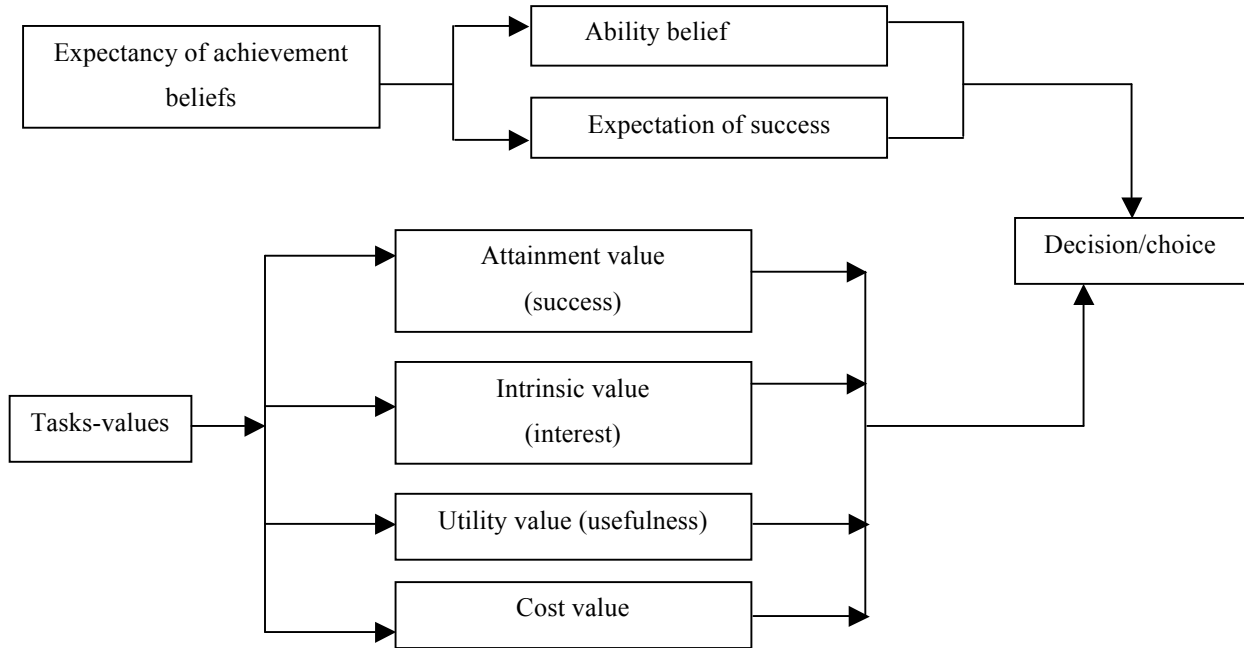 Expectancy of achievement
beliefs
Ability belief
Expectation of success
Decision/choice
Tasks-values
Attainment value
(success)
Intrinsic value
(interest)
Utility value (usefulness)
Cost value